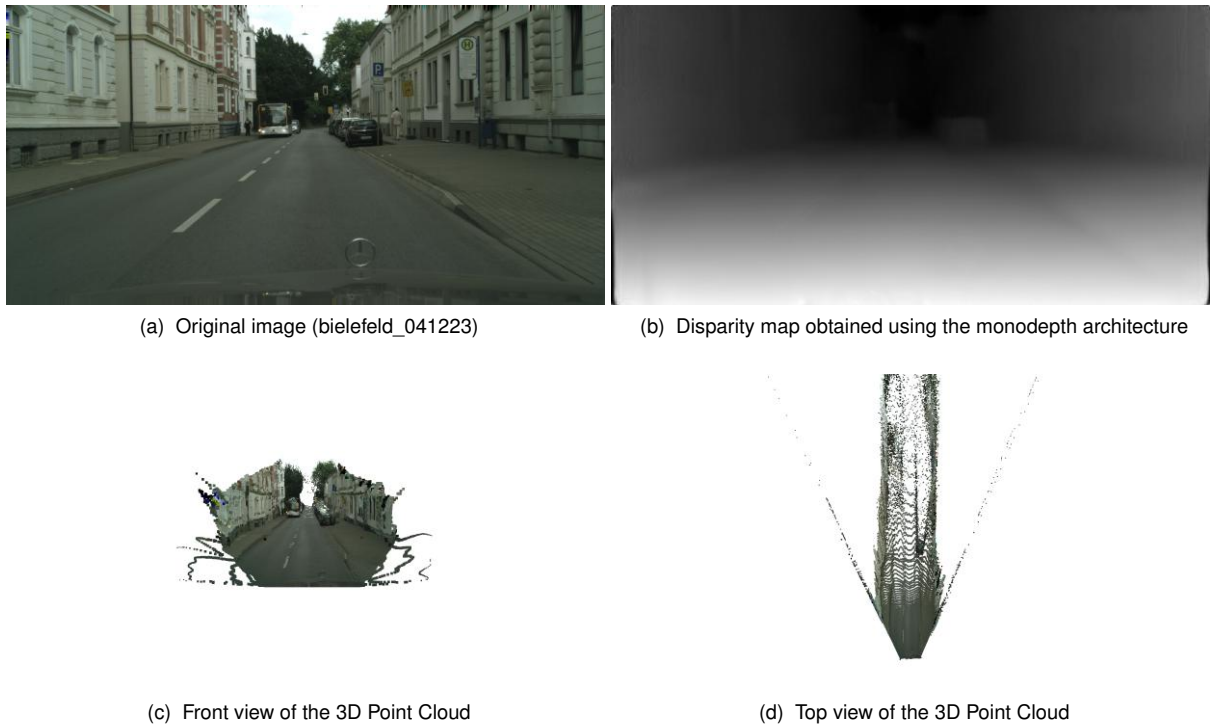 H
P
(a) Original image (bielefeld_041223)
(b) Disparity map obtained using the monodepth architecture
(c) Front view of the 3D Point Cloud
(d) Top view of the 3D Point Cloud